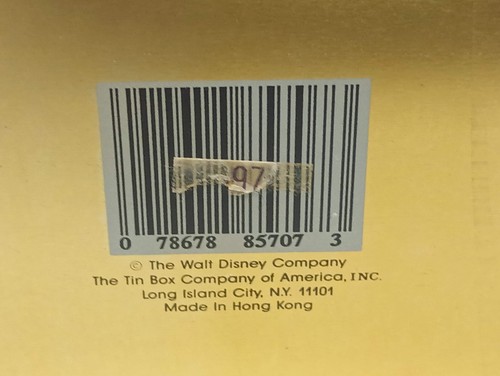 .97
0 78678 85707 3
© The Walt Disney Company
The Tin Box Company of America, INC.
Long Island City, N.Y. 11101
Made In Hong Kong